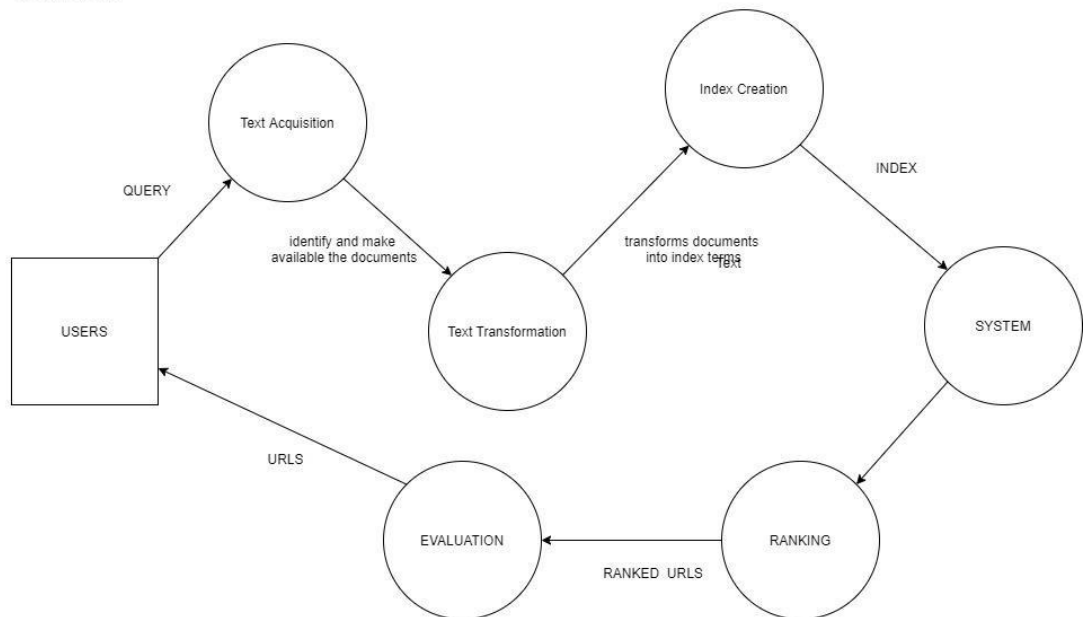 Index Creation
Text Acquisition
INDEX
QUERY
identify and make
available the documents
transforms documents
into index terms
Text
USERS
Text Transformation
SYSTEM
URLS
EVALUATION
RANKING
RANKED URLS